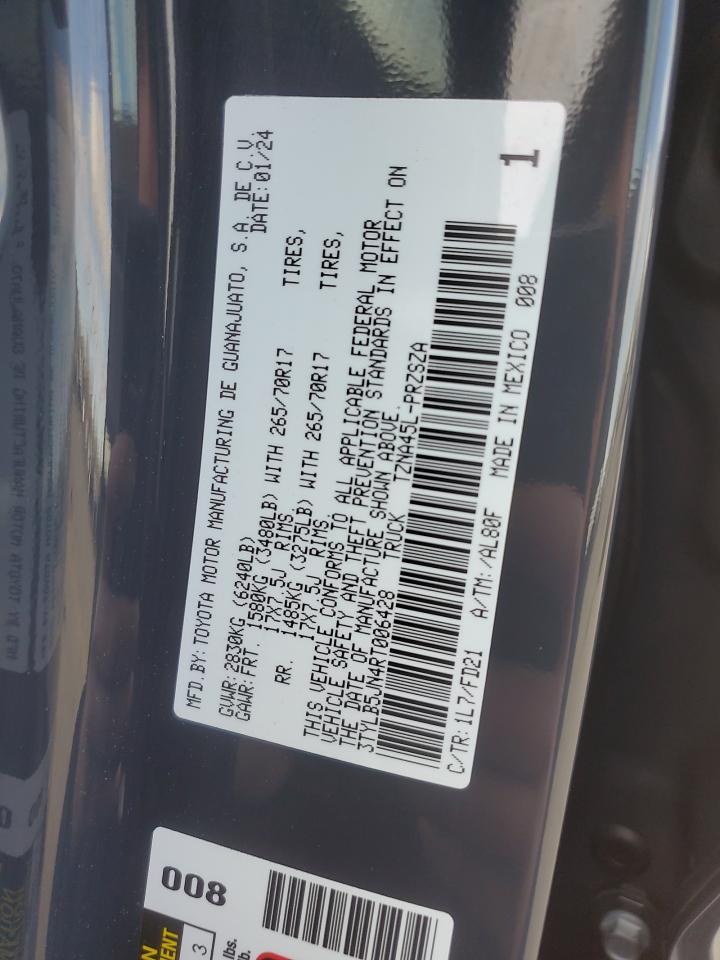 MFD.BY: TOYOTA MOTOR MANUFACTURING DE GUANAJUATO, S.A. DE C.V.
DATE: 01/24
GVWR: 2830KG (6240LB)
GAWR: FRT. 1580KG (3480LB) WITH 265/70R17 TIRES,
17X7.5J RIMS
RR. 1485KG (3275LB) WITH 265/70R17 TIRES,
17X7.5J RIMS
THIS VEHICLE CONFORMS TO ALL APPLICABLE FEDERAL MOTOR
VEHICLE SAFETY AND THEFT PREVENTION STANDARDS IN EFFECT ON
THE DATE OF MANUFACTURE SHOWN ABOVE.
3TYLB5JN4RT006428 TRUCK TZNA45L-PRZSZA
C/TR: 1L7/FD21 A/TM: /AL80F MADE IN MEXICO 008
1
008
3
lbs.